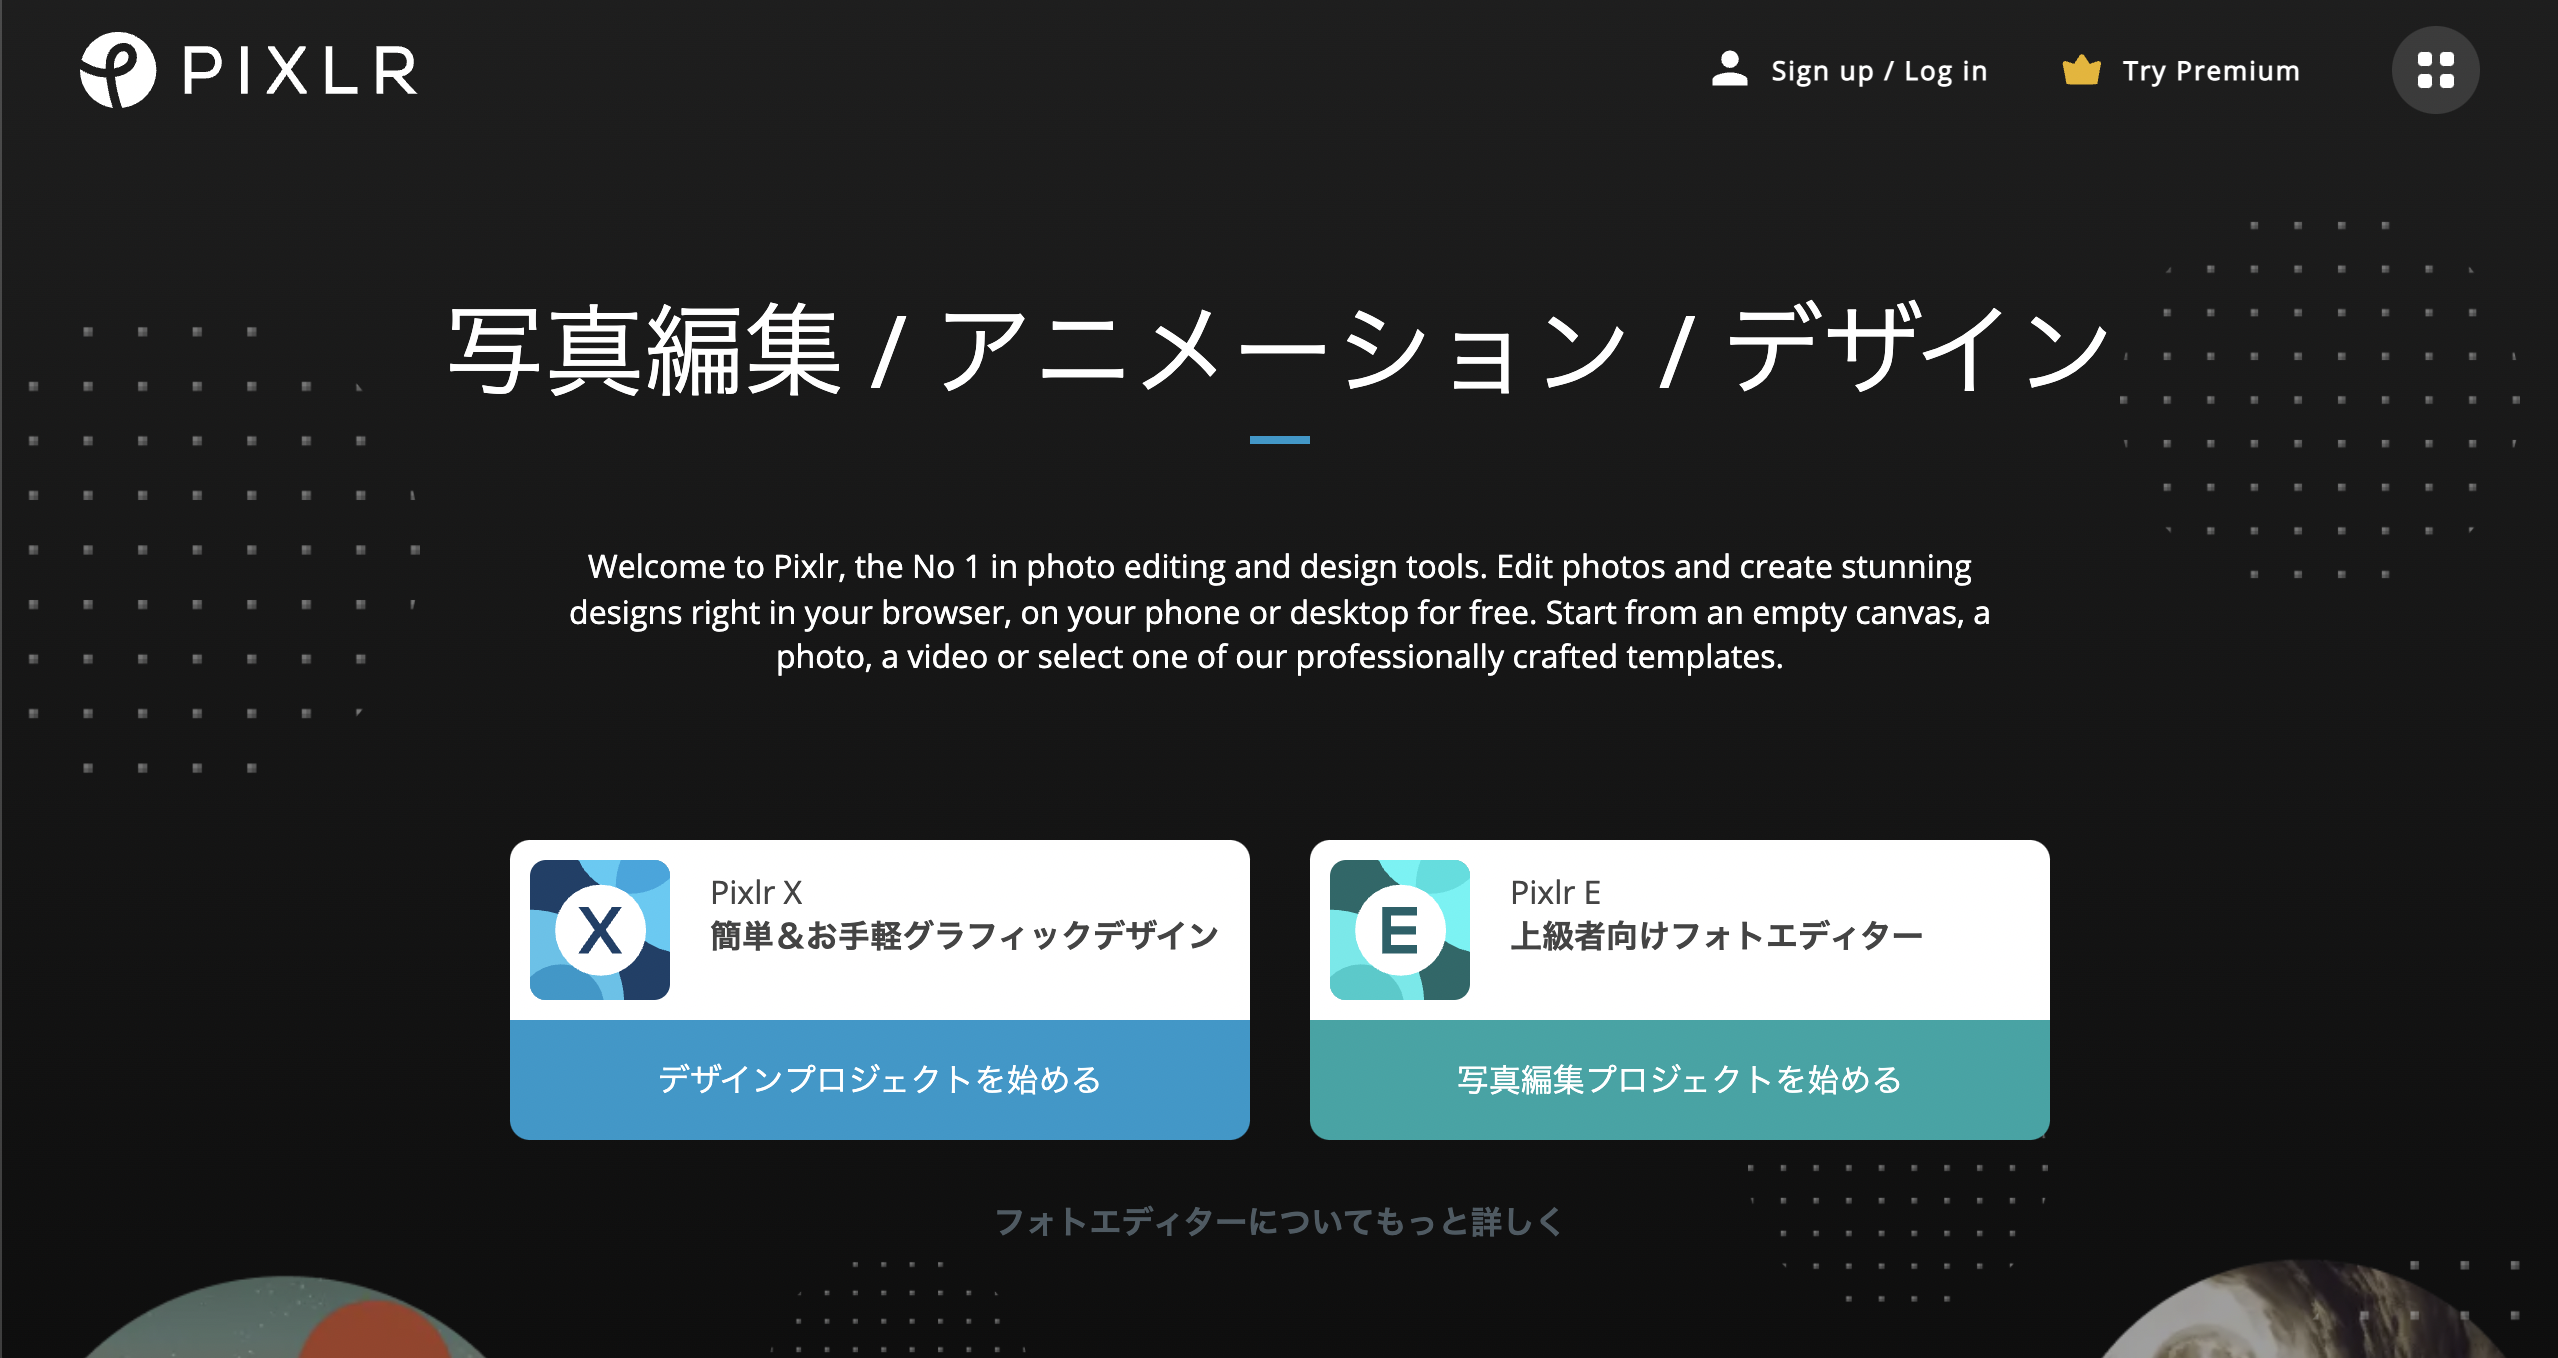 PIXLR
Sign up / Log in
Try Premium
写真編集 / アニメーション / デザイン
Welcome to Pixlr, the No 1 in photo editing and design tools. Edit photos and create stunning
designs right in your browser, on your phone or desktop for free. Start from an empty canvas, a
photo, a video or select one of our professionally crafted templates.
X
Pixlr X
簡単&お手軽グラフィックデザイン
デザインプロジェクトを始める
E
Pixlr E
上級者向けフォトエディター
写真編集プロジェクトを始める
フォトエディターについてもっと詳しく